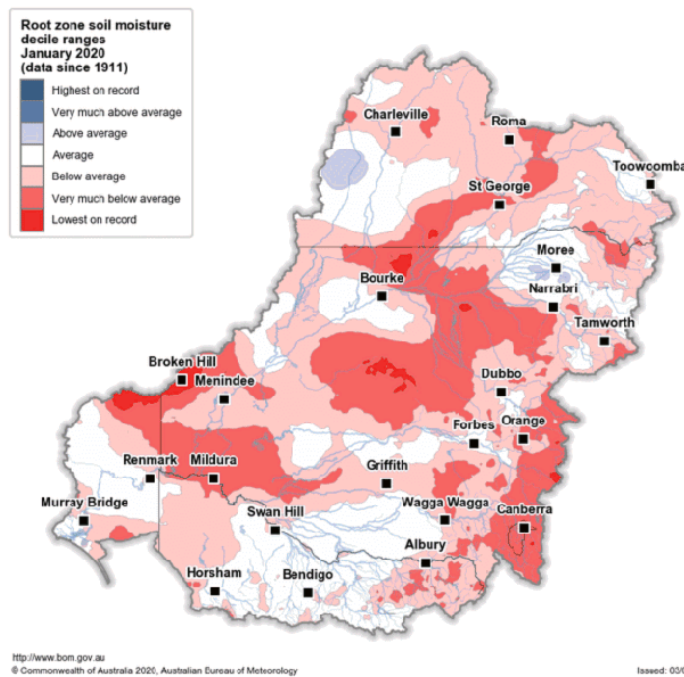 Root zone soil moisture
decile ranges
January 2020
(data since 1911)
Highest on record
Very much above average
Above average
Average
Below average
Very much below average
Lowest on record
Charleville
Roma
Toowoomba
St George
Moree
Bourke
Narrabri
Tamworth
Broken Hill
Menindee
Dubbo
Forbes
Orange
Renmark
Mildura
Griffith
Murray Bridge
Swan Hill
Wagga Wagga
Canberra
Albury
Horsham
Bendigo
http://www.bom.gov.au
© Commonwealth of Australia 2020, Australian Bureau of Meteorology
Issued: